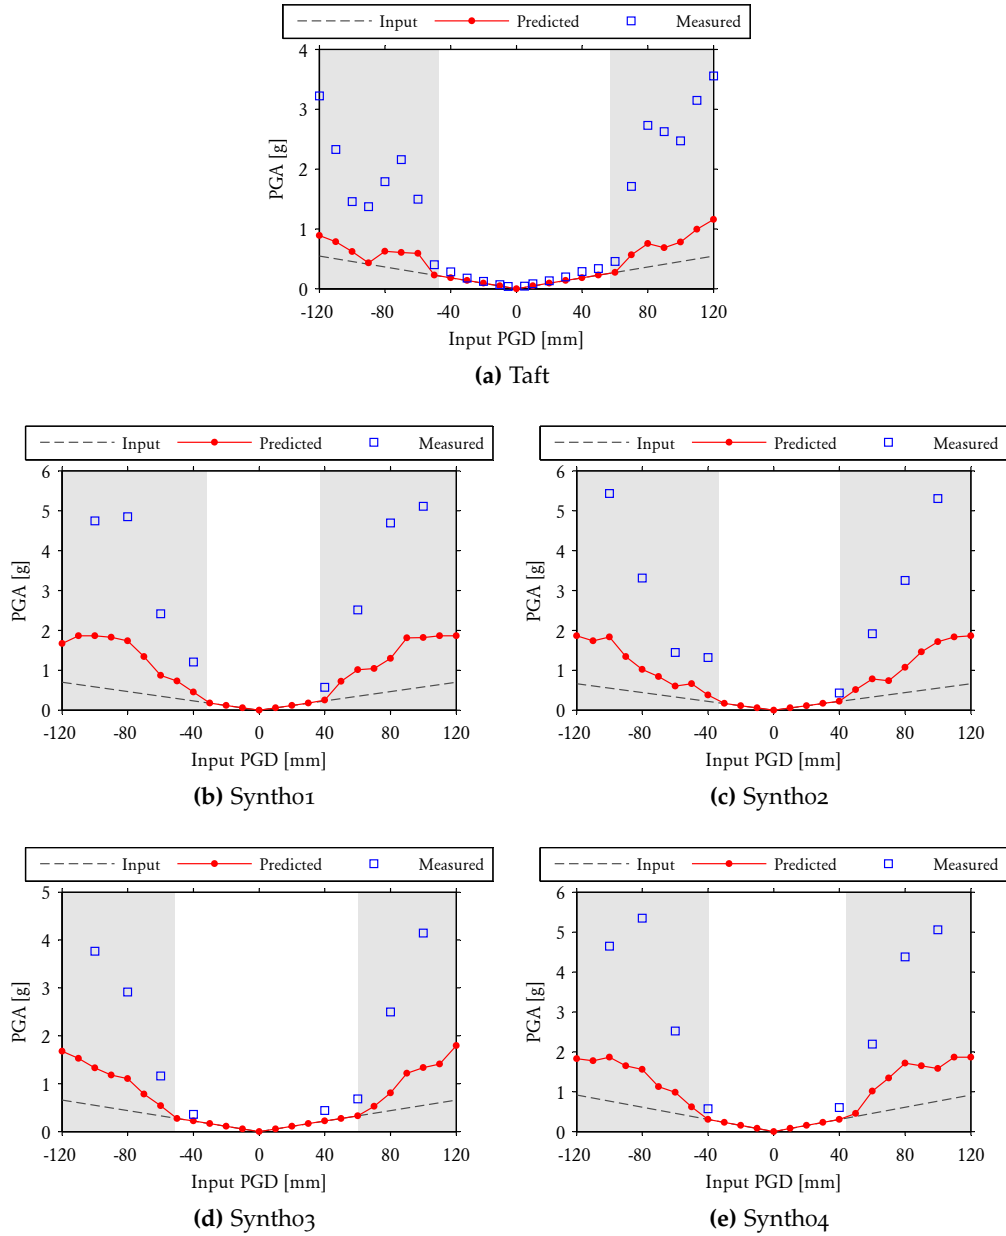 Input Predicted Measured
4
3
2
1
0
PGA [g]
-120 -80 -40 0 40 80 120
Input PGD [mm]
(a) Taft
Input Predicted Measured
6
5
4
3
2
1
0
PGA [g]
-120 -80 -40 0 40 80 120
Input PGD [mm]
(b) Synth01
Input Predicted Measured
6
5
4
3
2
1
0
PGA [g]
-120 -80 -40 0 40 80 120
Input PGD [mm]
(c) Synth02
Input Predicted Measured
5
4
3
2
1
0
PGA [g]
-120 -80 -40 0 40 80 120
Input PGD [mm]
(d) Synth03
Input Predicted Measured
6
5
4
3
2
1
0
PGA [g]
-120 -80 -40 0 40 80 120
Input PGD [mm]
(e) Synth04